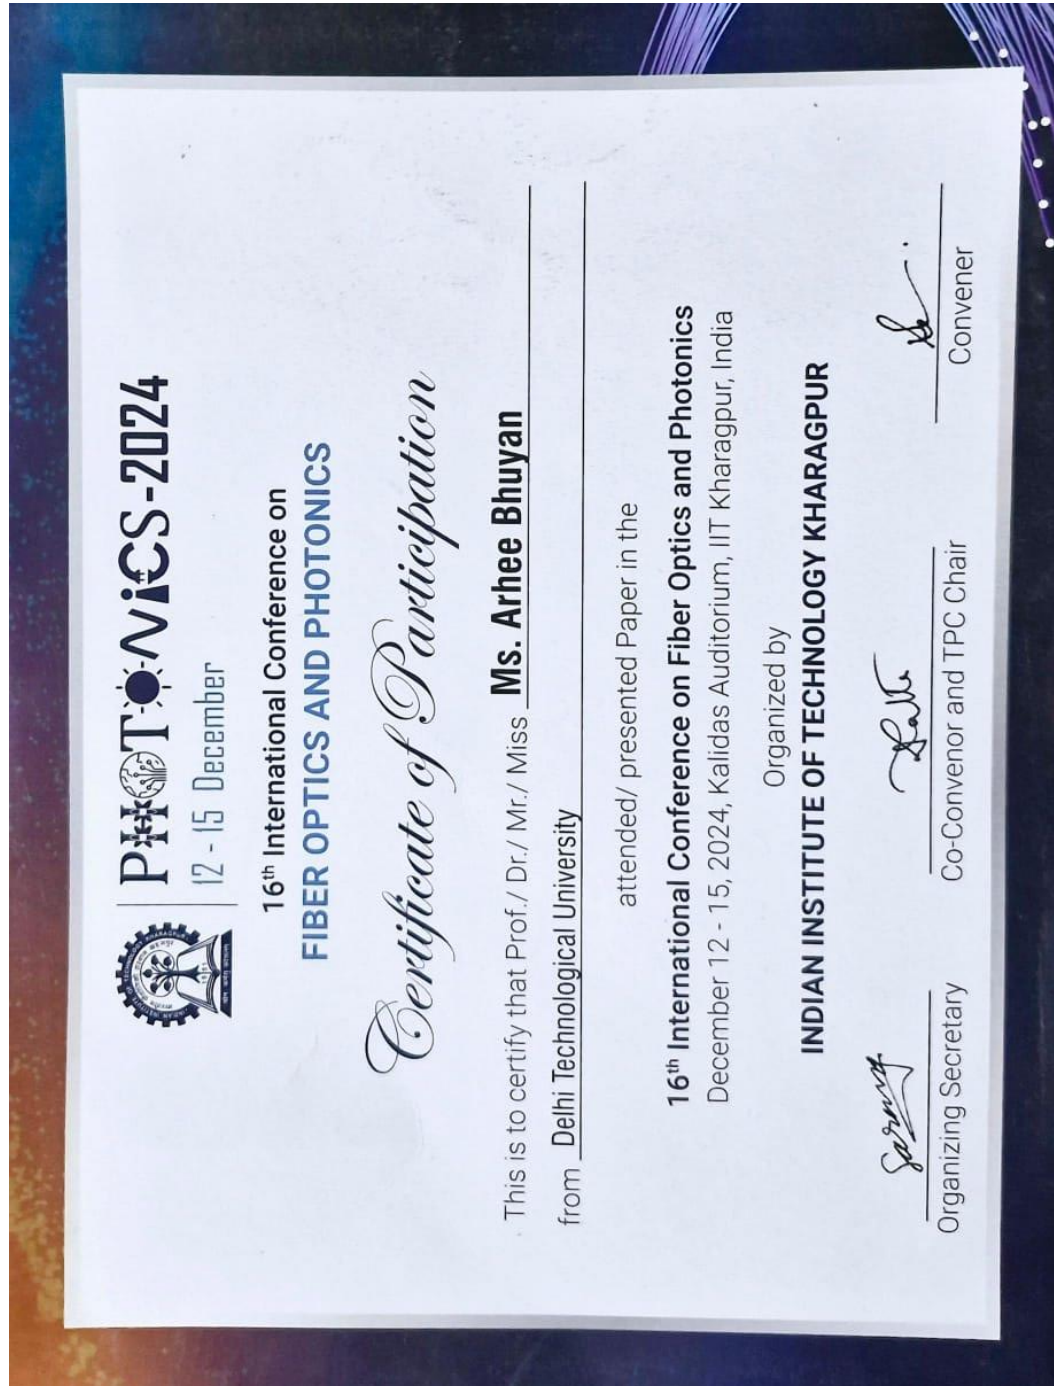 PHOTONiCS-2024
12 - 15 December
16th International Conference on
FIBER OPTICS AND PHOTONICS
Certificate of Participation
This is to certify that Prof./ Dr./ Mr./ Miss Ms. Arhee Bhuyan
from Delhi Technological University
attended/ presented Paper in the
16th International Conference on Fiber Optics and Photonics
December 12 - 15, 2024, Kalidas Auditorium, IIT Kharagpur, India
Organized by
INDIAN INSTITUTE OF TECHNOLOGY KHARAGPUR
Organizing Secretary
Co-Convenor and TPC Chair
Convener